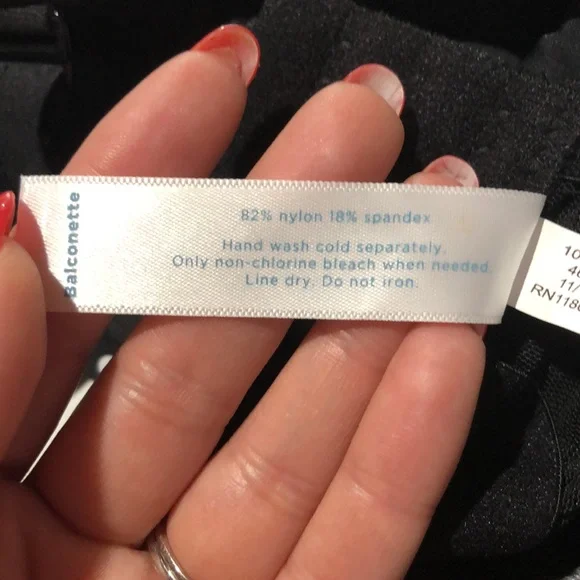 Balconette
82% nylon 18% spandex
Hand wash cold separately.
Only non-chlorine bleach when needed.
Line dry. Do not iron.